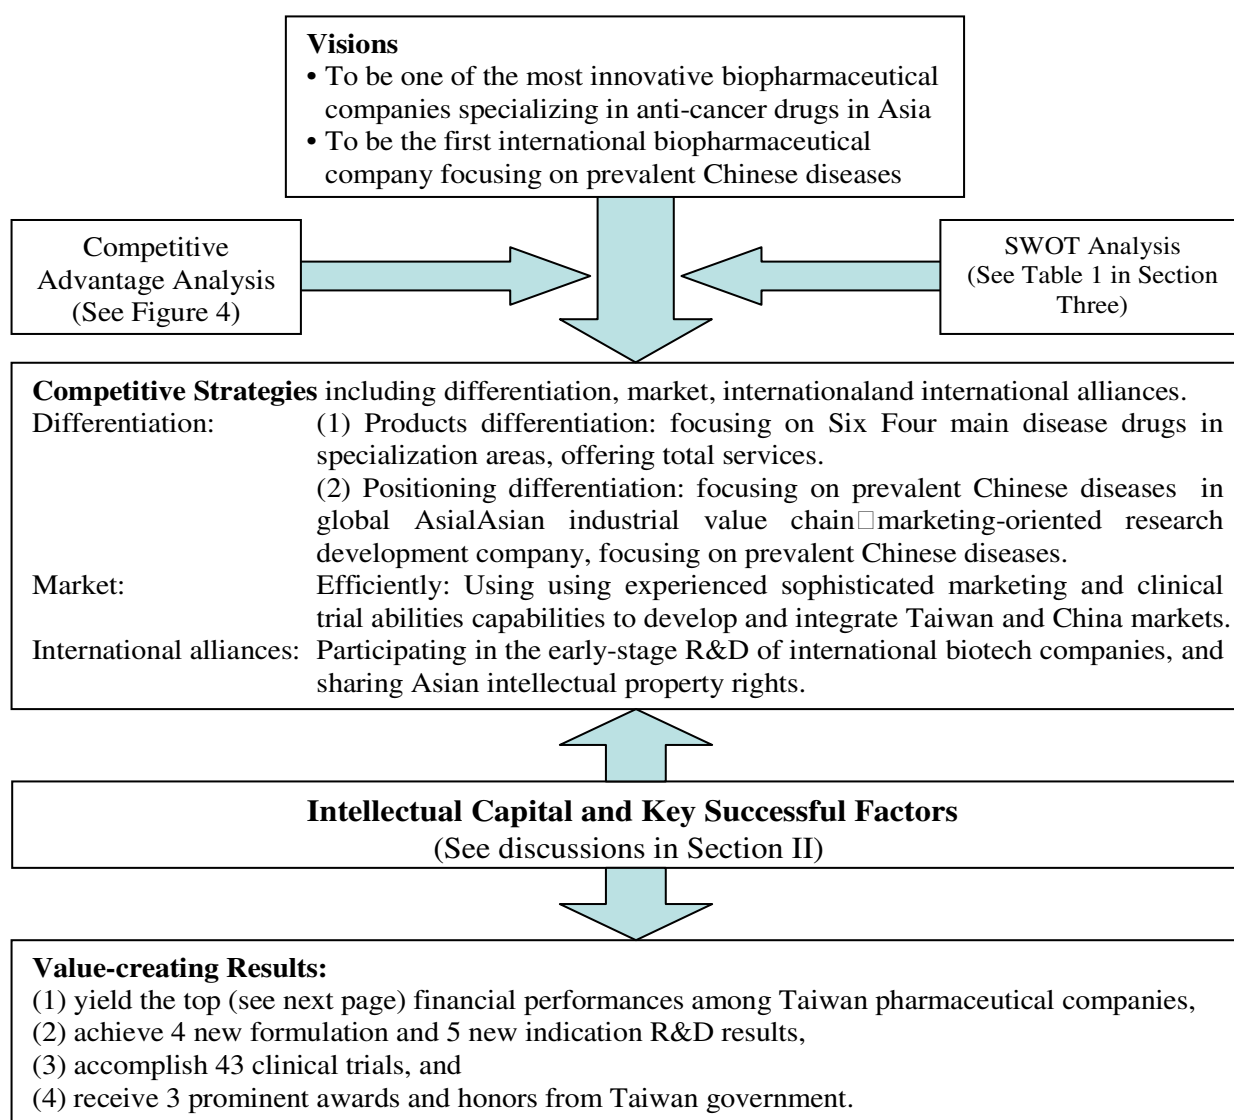 Visions
• To be one of the most innovative biopharmaceutical
companies specializing in anti-cancer drugs in Asia
• To be the first international biopharmaceutical
company focusing on prevalent Chinese diseases
Competitive
Advantage Analysis
(See Figure 4)
SWOT Analysis
(See Table 1 in Section
Three)
Competitive Strategies including differentiation, market, internationaland international alliances.
Differentiation: (1) Products differentiation: focusing on Six Four main disease drugs in
specialization areas, offering total services.
(2) Positioning differentiation: focusing on prevalent Chinese diseases in
global AsialAsian industrial value chain□marketing-oriented research
development company, focusing on prevalent Chinese diseases.
Market: Efficiently: Using using experienced sophisticated marketing and clinical
trial abilities capabilities to develop and integrate Taiwan and China markets.
International alliances: Participating in the early-stage R&D of international biotech companies, and
sharing Asian intellectual property rights.
Intellectual Capital and Key Successful Factors
(See discussions in Section II)
Value-creating Results:
(1) yield the top (see next page) financial performances among Taiwan pharmaceutical companies,
(2) achieve 4 new formulation and 5 new indication R&D results,
(3) accomplish 43 clinical trials, and
(4) receive 3 prominent awards and honors from Taiwan government.